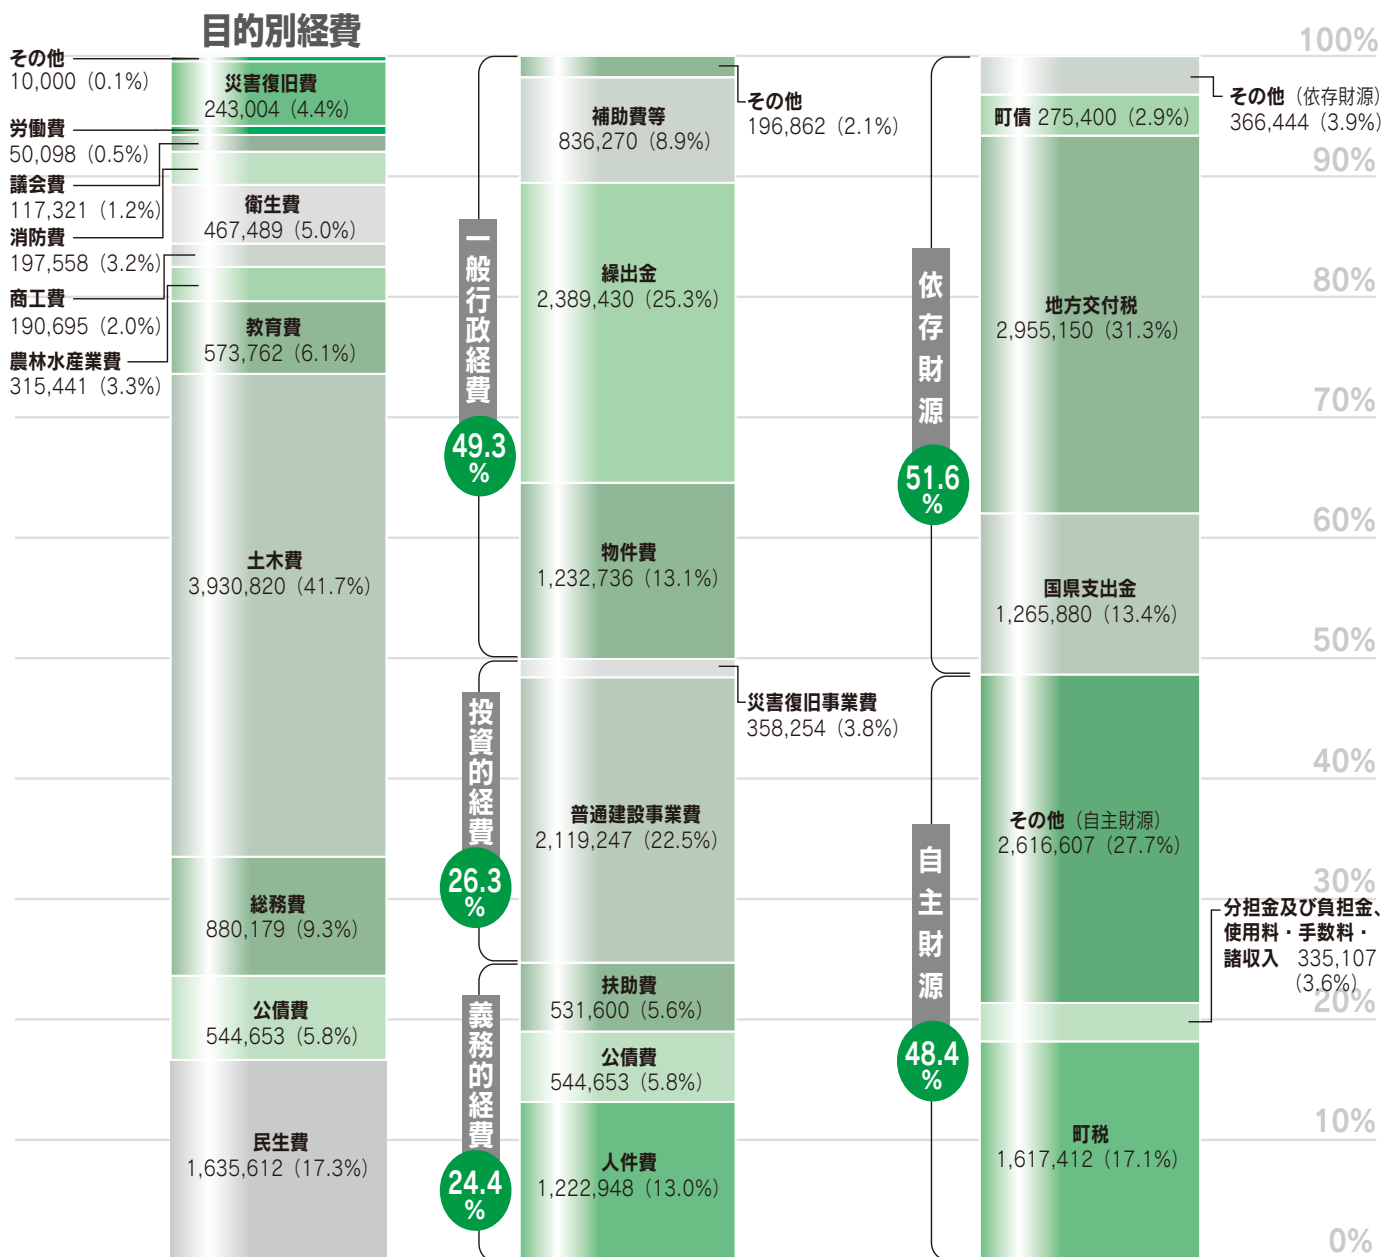 目的別経費
その他
10,000（0.1%）
災害復旧費
243,004（4.4%）
労働費
50,098（0.5%）
議会費
117,321（1.2%）
消防費
197,558（3.2%）
衛生費
467,489（5.0%）
商工費
190,695（2.0%）
農林水産業費
315,441（3.3%）
教育費
573,762（6.1%）
土木費
3,930,820（41.7%）
総務費
880,179（9.3%）
公債費
544,653（5.8%）
民生費
1,635,612（17.3%）
一般行政経費
49.3
%
その他
196,862（2.1%）
補助費等
836,270（8.9%）
繰出金
2,389,430（25.3%）
物件費
1,232,736（13.1%）
投資的経費
26.3
%
災害復旧事業費
358,254（3.8%）
普通建設事業費
2,119,247（22.5%）
義務的経費
24.4
%
扶助費
531,600（5.6%）
公債費
544,653（5.8%）
人件費
1,222,948（13.0%）
依存財源
51.6
%
その他（依存財源）
366,444（3.9%）
町債 275,400（2.9%）
地方交付税
2,955,150（31.3%）
国県支出金
1,265,880（13.4%）
自主財源
48.4
%
その他（自主財源）
2,616,607（27.7%）
分担金及び負担金、
使用料・手数料・
諸収入 335,107
（3.6%）
町税
1,617,412（17.1%）
100%
90%
80%
70%
60%
50%
40%
30%
20%
10%
0%